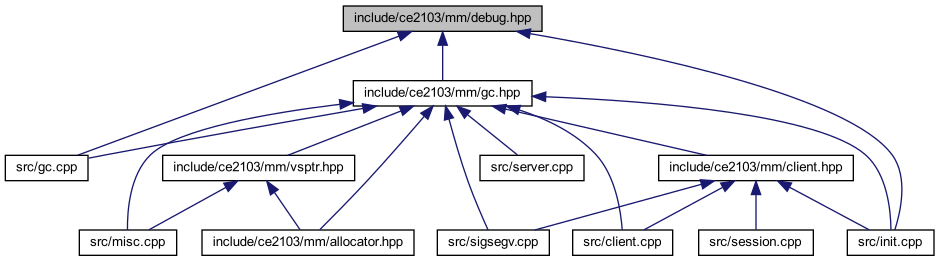 include/ce2103/mm/debug.hpp
include/ce2103/mm/gc.hpp
src/gc.cpp
include/ce2103/mm/vsptr.hpp
src/server.cpp
include/ce2103/mm/client.hpp
src/misc.cpp
include/ce2103/mm/allocator.hpp
src/sigsegv.cpp
src/client.cpp
src/session.cpp
src/init.cpp